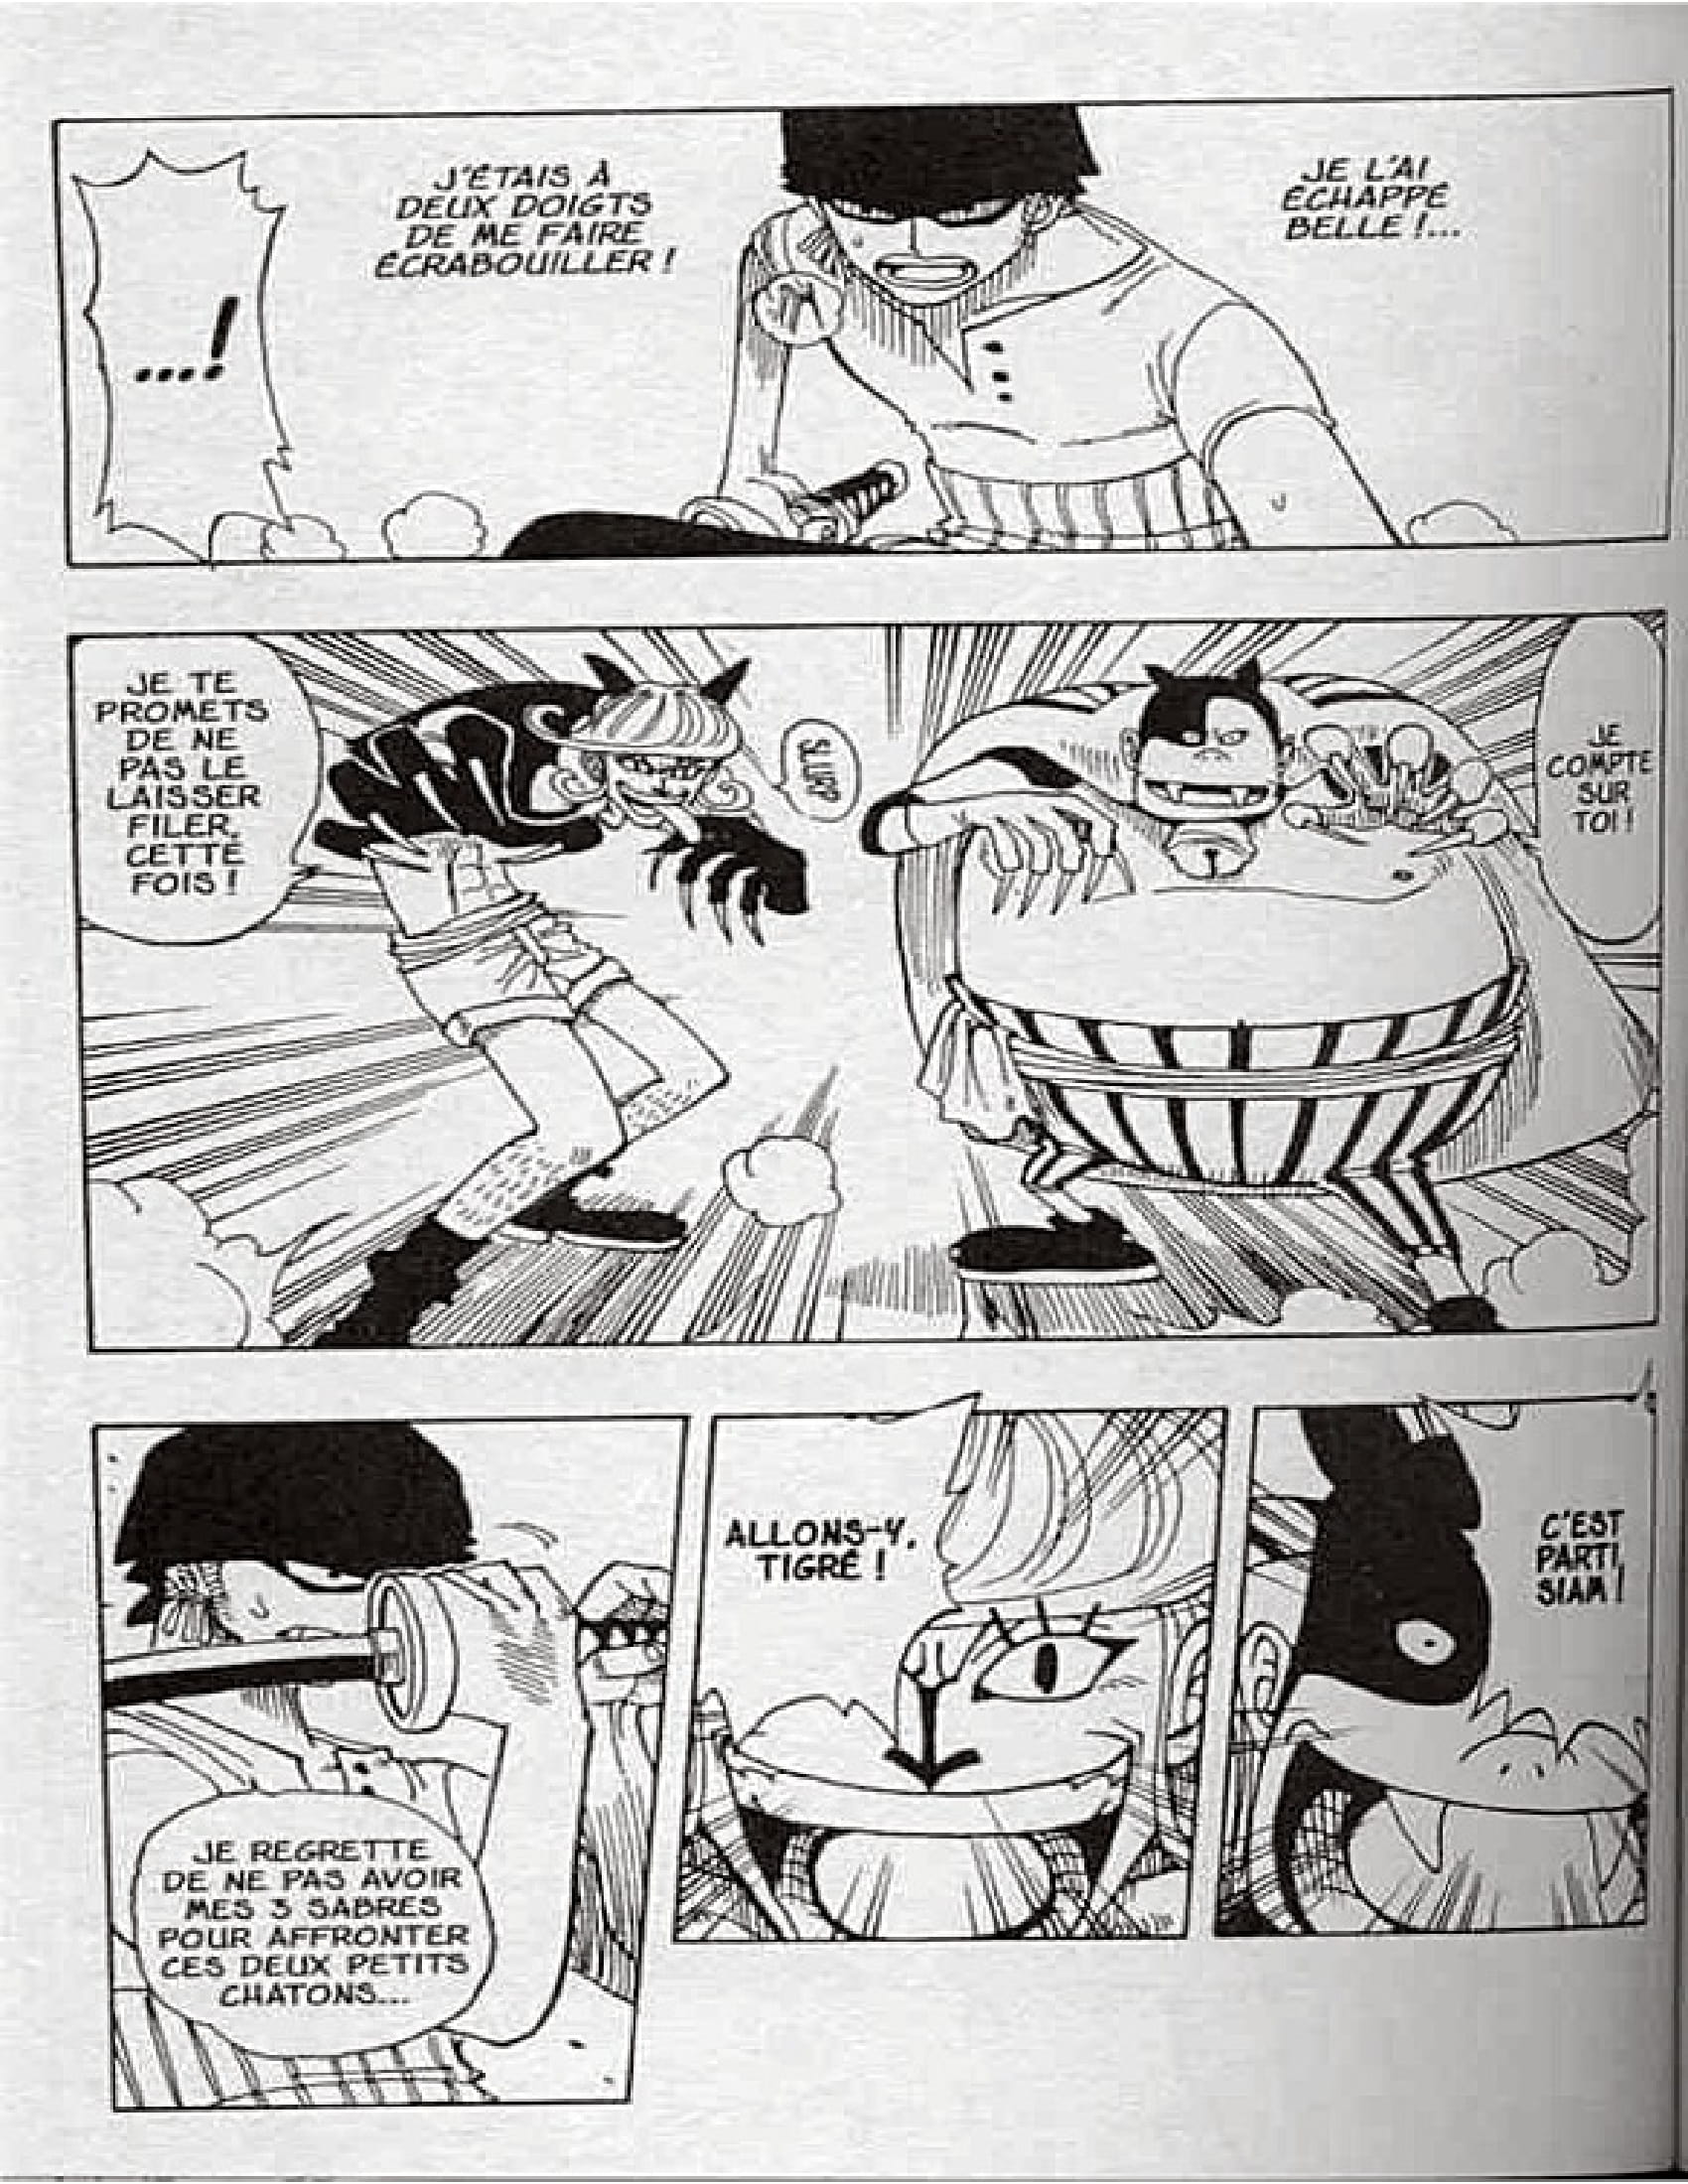 JE L'AI
ÉCHAPPÉ
BELLE !...
J'ÉTAIS À
DEUX DOIGTS
DE ME FAIRE
ÉCRABOUILLER !
...!
JE
COMPTE
SUR
TOI !
SLURP
JE TE
PROMETS
DE NE
PAS LE
LAISSER
FILER,
CETTE
FOIS !
C'EST
PARTI,
SIAM !
ALLONS-Y,
TIGRÉ !
JE REGRETTE
DE NE PAS AVOIR
MES 3 SABRES
POUR AFFRONTER
CES DEUX PETITS
CHATONS...